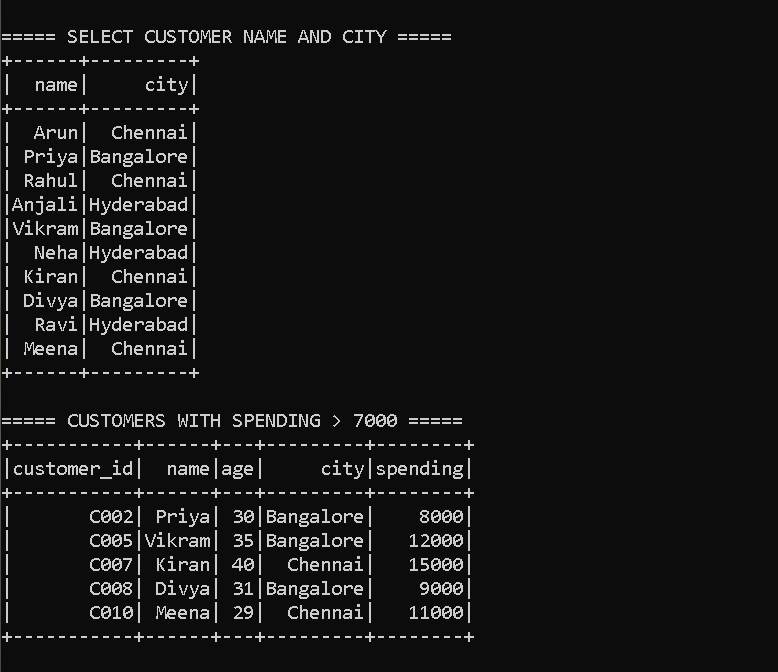 ===== SELECT CUSTOMER NAME AND CITY =====
+------+---------+
|  name|     city|
+------+---------+
|  Arun|  Chennai|
| Priya|Bangalore|
| Rahul|  Chennai|
|Anjali|Hyderabad|
|Vikram|Bangalore|
|  Neha|Hyderabad|
| Kiran|  Chennai|
| Divya|Bangalore|
|  Ravi|Hyderabad|
| Meena|  Chennai|
+------+---------+

===== CUSTOMERS WITH SPENDING > 7000 =====
+-----------+------+---+---------+--------+
|customer_id|  name|age|     city|spending|
+-----------+------+---+---------+--------+
|       C002| Priya| 30|Bangalore|    8000|
|       C005|Vikram| 35|Bangalore|   12000|
|       C007| Kiran| 40|  Chennai|   15000|
|       C008| Divya| 31|Bangalore|    9000|
|       C010| Meena| 29|  Chennai|   11000|
+-----------+------+---+---------+--------+